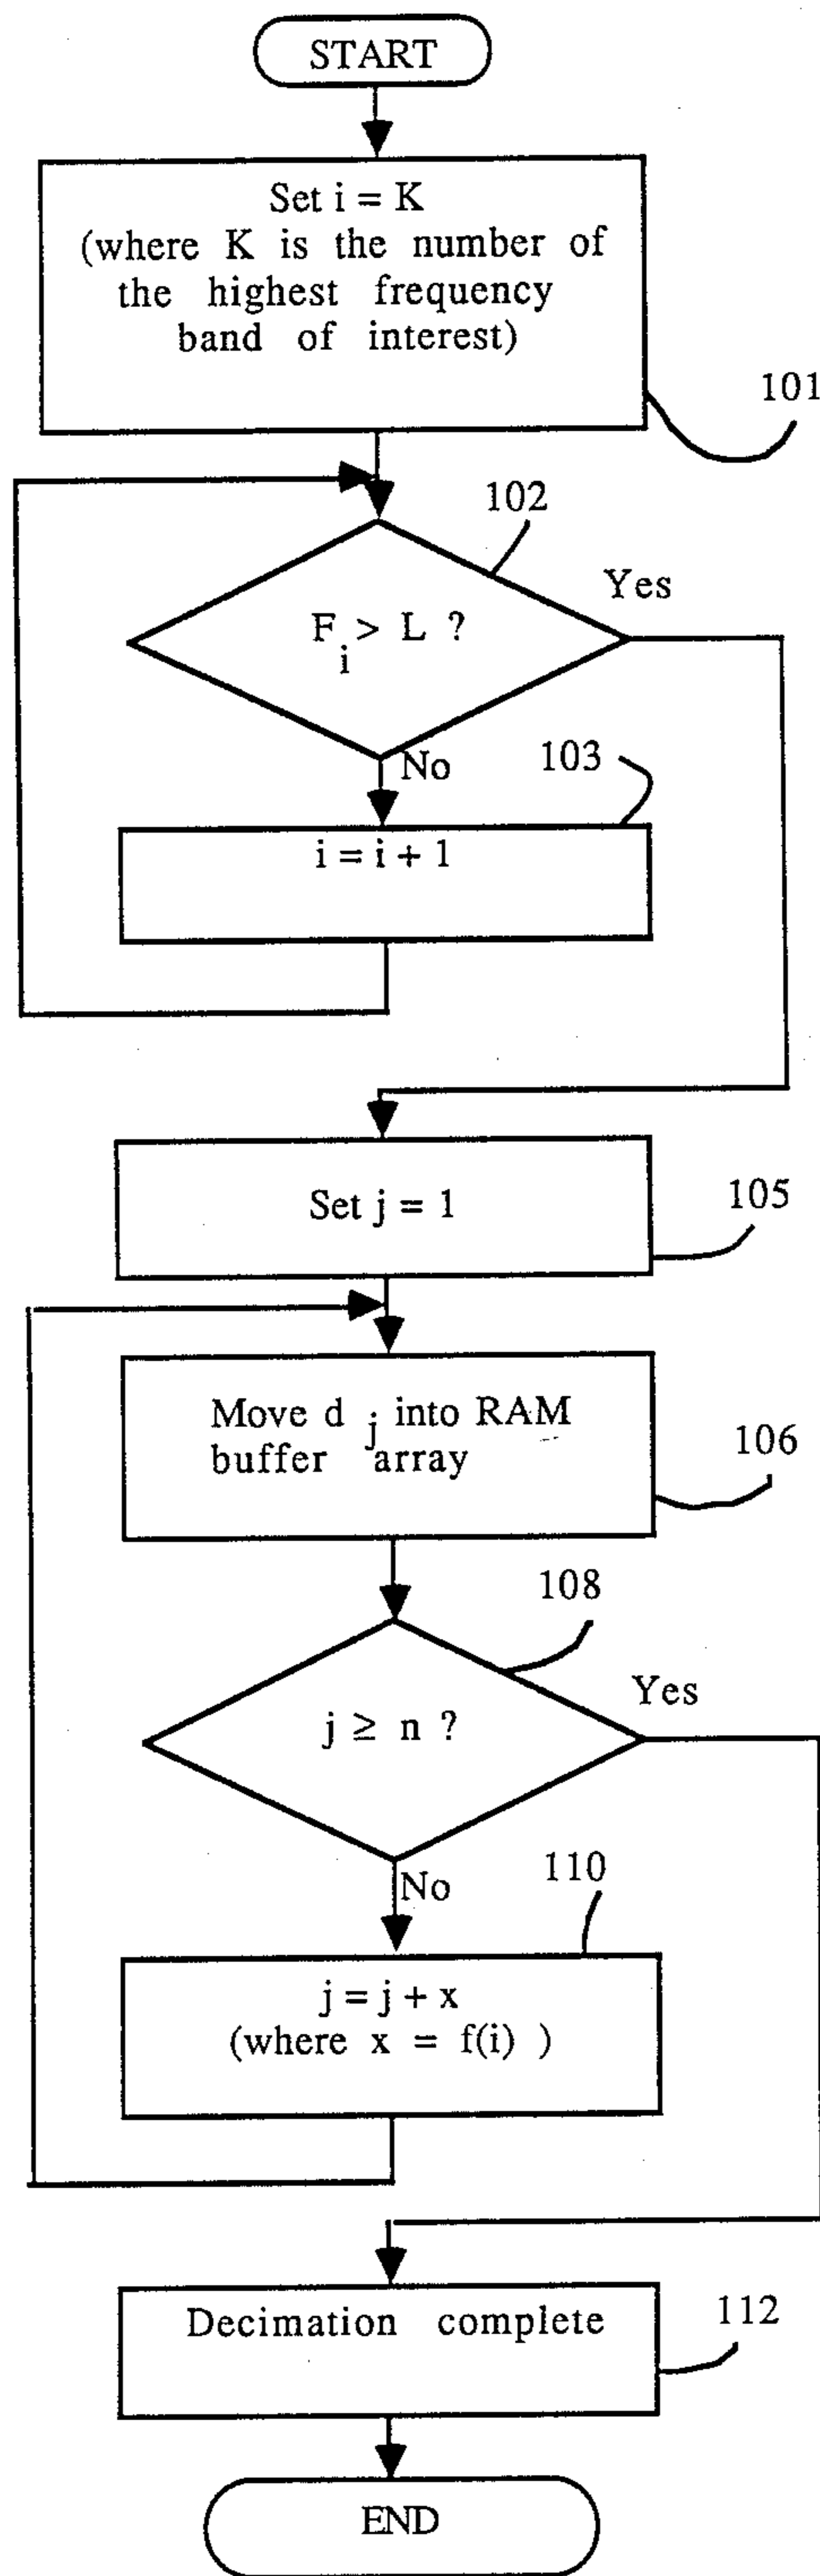 START
Set i = K
(where K is the number of
the highest frequency
band of interest)
101
102
Yes
F i > L ?
No
103
i = i + 1
Set j = 1
105
Move d j into RAM
buffer array
106
108
Yes
j ≥ n ?
No
110
j = j + x
(where x = f(i) )
Decimation complete
112
END